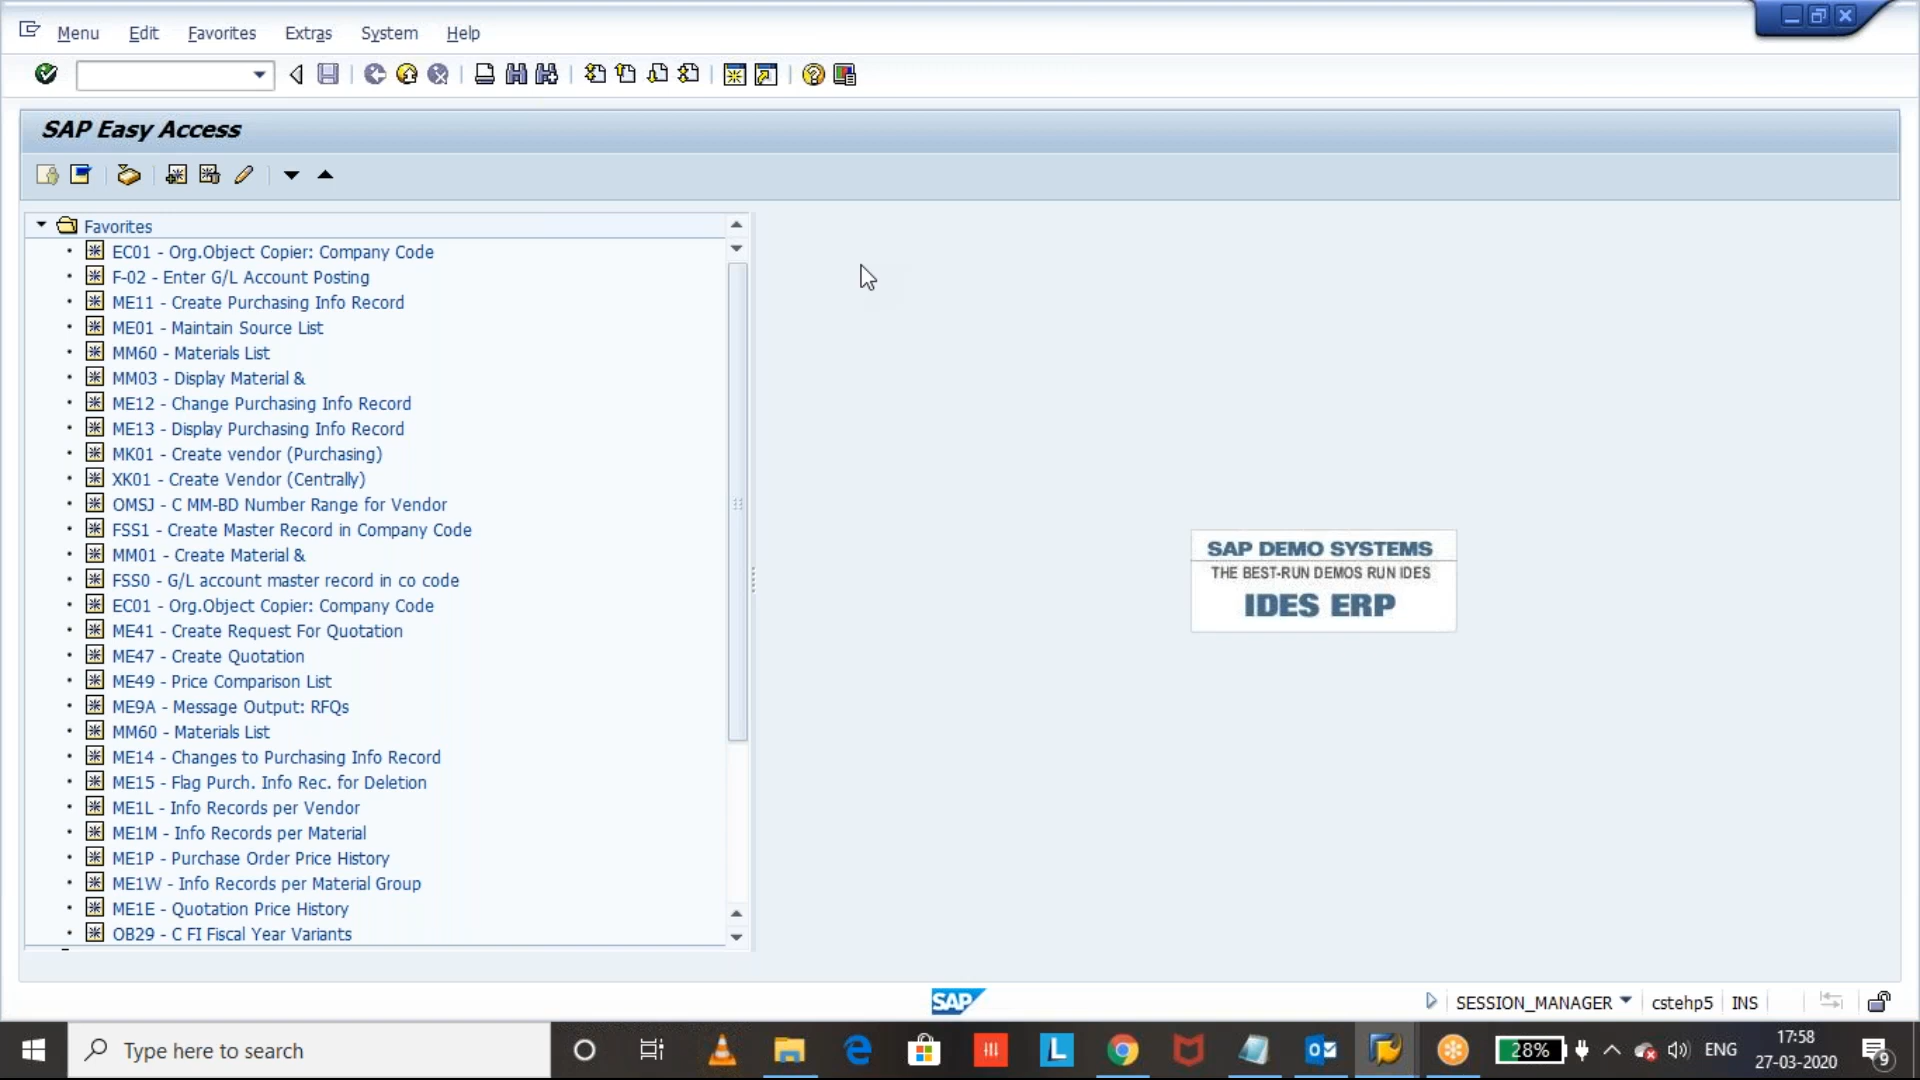 Menu Edit Favorites Extras System Help
SAP Easy Access
Favorites
EC01 - Org.Object Copier: Company Code
F-02 - Enter G/L Account Posting
ME11 - Create Purchasing Info Record
ME01 - Maintain Source List
MM60 - Materials List
MM03 - Display Material &
ME12 - Change Purchasing Info Record
ME13 - Display Purchasing Info Record
MK01 - Create vendor (Purchasing)
XK01 - Create Vendor (Centrally)
OMSJ - C MM-BD Number Range for Vendor
FSS1 - Create Master Record in Company Code
MM01 - Create Material &
FSS0 - G/L account master record in co code
EC01 - Org.Object Copier: Company Code
ME41 - Create Request For Quotation
ME47 - Create Quotation
ME49 - Price Comparison List
ME9A - Message Output: RFQs
MM60 - Materials List
ME14 - Changes to Purchasing Info Record
ME15 - Flag Purch. Info Rec. for Deletion
ME1L - Info Records per Vendor
ME1M - Info Records per Material
ME1P - Purchase Order Price History
ME1W - Info Records per Material Group
ME1E - Quotation Price History
OB29 - C FI Fiscal Year Variants
SAP DEMO SYSTEMS
THE BEST-RUN DEMOS RUN IDES
IDES ERP
SAP
SESSION_MANAGER cstehp5 INS
Type here to search
L
28%
ENG
17:58
27-03-2020
9